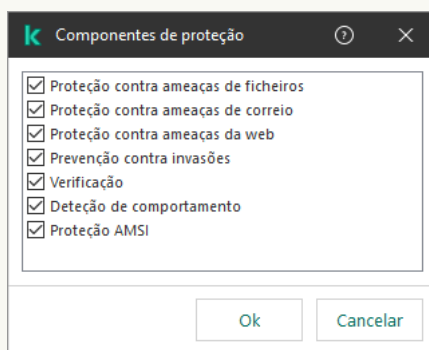 Componentes de proteção
Proteção contra ameaças de ficheiros
Proteção contra ameaças de correio
Proteção contra ameaças da web
Prevenção contra invasões
Verificação
Deteção de comportamento
Proteção AMSI
Ok Cancelar